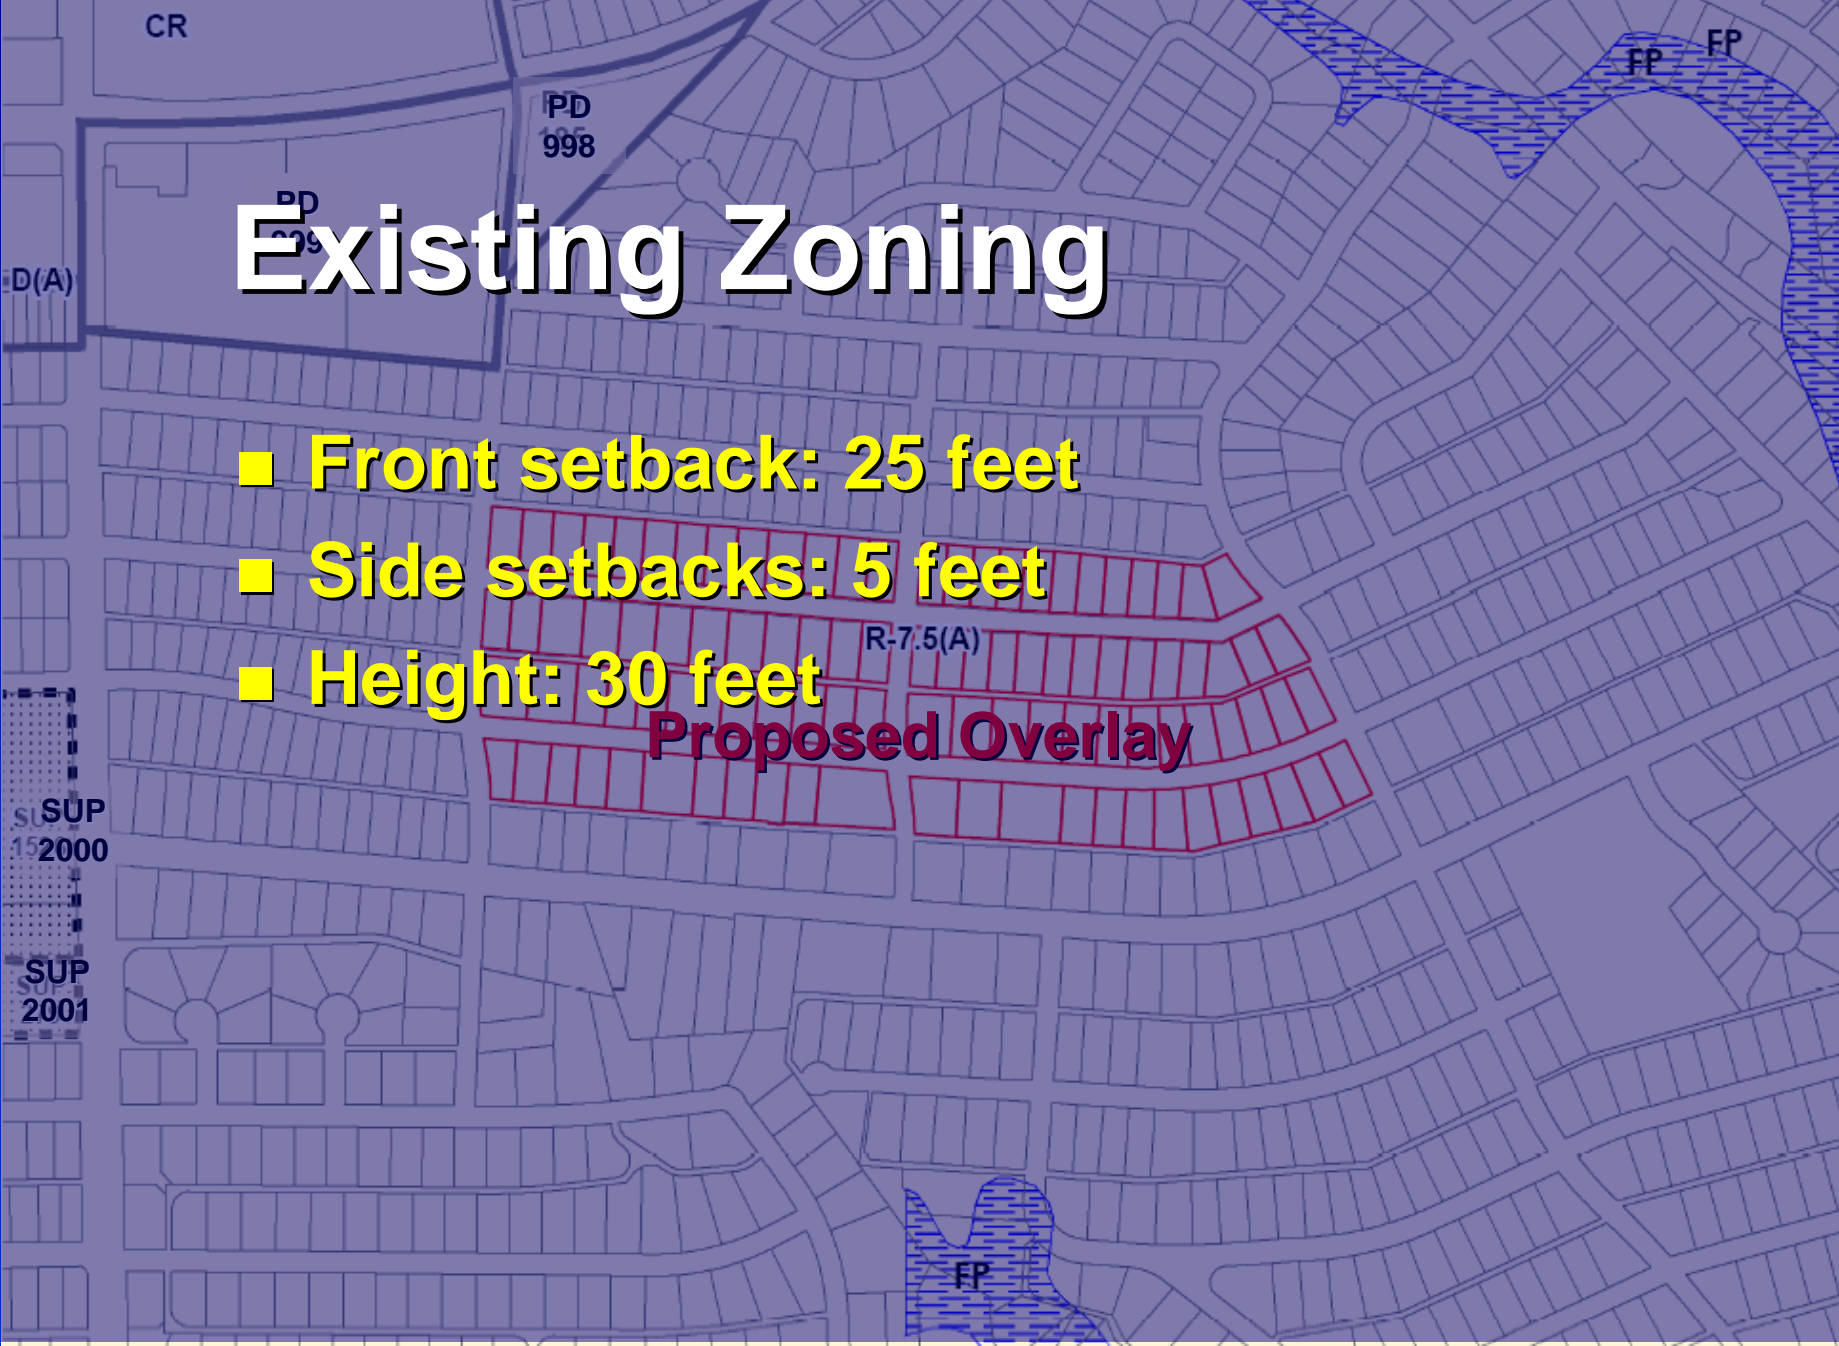 CR
FP
FP
PD
998
PD
D(A)
Existing Zoning
Front setback: 25 feet
Side setbacks: 5 feet
R-7.5(A)
Height: 30 feet
Proposed Overlay
SUP
2000
SUP
2001
FP